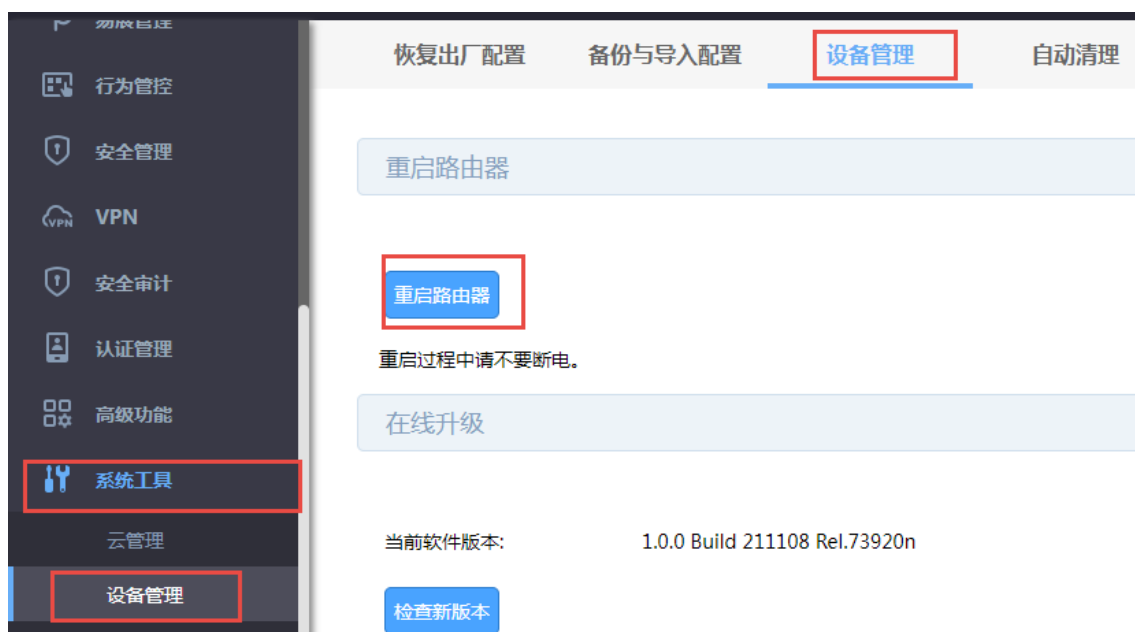 易展管理
行为管控
安全管理
VPN
VPN
安全审计
认证管理
高级功能
系统工具
云管理
设备管理
恢复出厂配置
备份与导入配置
设备管理
自动清理
重启路由器
重启路由器
重启过程中请不要断电。
在线升级
当前软件版本: 1.0.0 Build 211108 Rel.73920n
检查新版本